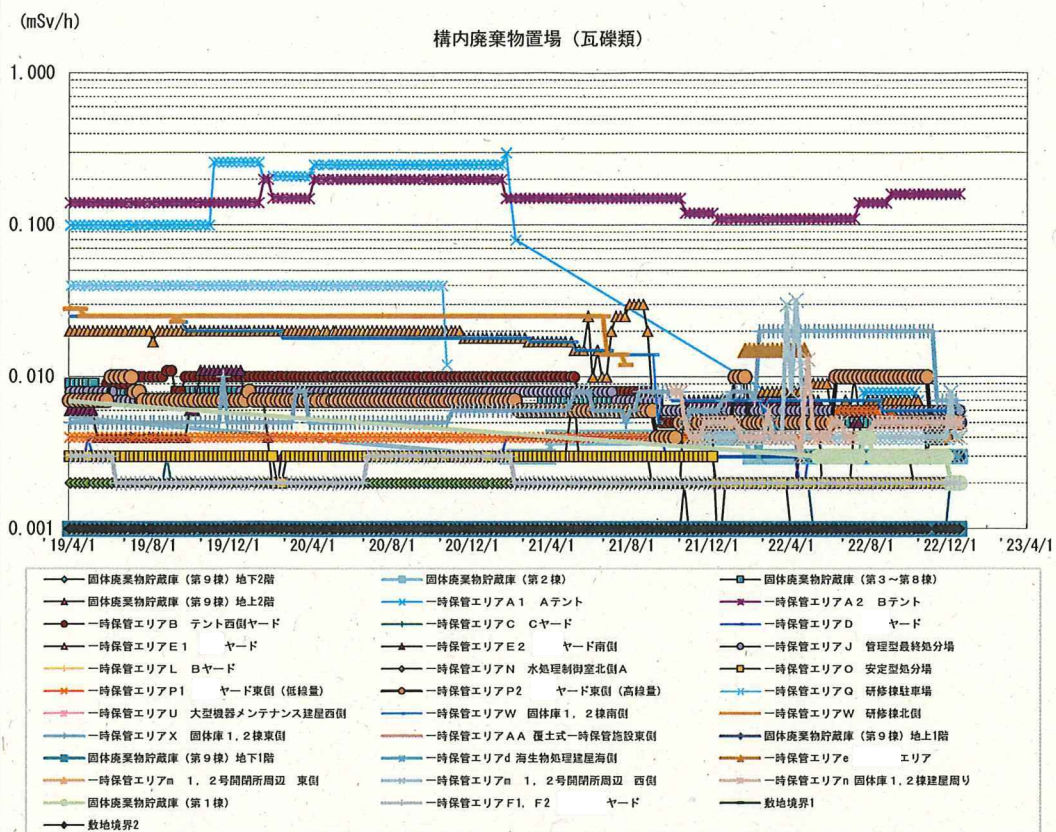 (mSv/h)
構内廃棄物置場（瓦礫類）
1.000
0.100
0.010
0.001
'19/4/1 '19/8/1 '19/12/1 '20/4/1 '20/8/1 '20/12/1 '21/4/1 '21/8/1 '21/12/1 '22/4/1 '22/8/1 '22/12/1 '23/4/1
固体廃棄物貯蔵庫（第９棟）地下2階 固体廃棄物貯蔵庫（第２棟） 固体廃棄物貯蔵庫（第３～第８棟）
固体廃棄物貯蔵庫（第９棟）地上2階 一時保管エリアＡ１ Ａテント 一時保管エリアＡ２ Ｂテント
一時保管エリアＢ テント西側ヤード 一時保管エリアＣ Ｃヤード 一時保管エリアＤ ヤード
一時保管エリアＥ１ ヤード 一時保管エリアＥ２ ヤード南側 一時保管エリアＪ 管理型最終処分場
一時保管エリアＬ Ｂヤード 一時保管エリアＮ 水処理制御室北側Ａ 一時保管エリアＯ 安定型処分場
一時保管エリアＰ１ ヤード東側（低線量） 一時保管エリアＰ２ ヤード東側（高線量） 一時保管エリアＱ 研修棟駐車場
一時保管エリアＵ 大型機器メンテナンス建屋西側 一時保管エリアＷ 固体庫１，２棟南側 一時保管エリアＷ 研修棟北側
一時保管エリアＸ 固体庫１，２棟東側 一時保管エリアＡＡ 覆土式一時保管施設東側 固体廃棄物貯蔵庫（第９棟）地上1階
固体廃棄物貯蔵庫（第９棟）地下1階 一時保管エリアｄ 海生物処理建屋海側 一時保管エリアｅ エリア
一時保管エリアｍ １，２号開閉所周辺 東側 一時保管エリアｍ １，２号開閉所周辺 西側 一時保管エリアｎ 固体庫１，２棟建屋周り
固体廃棄物貯蔵庫（第１棟） 一時保管エリアＦ１，Ｆ２ ヤード 敷地境界1
敷地境界2